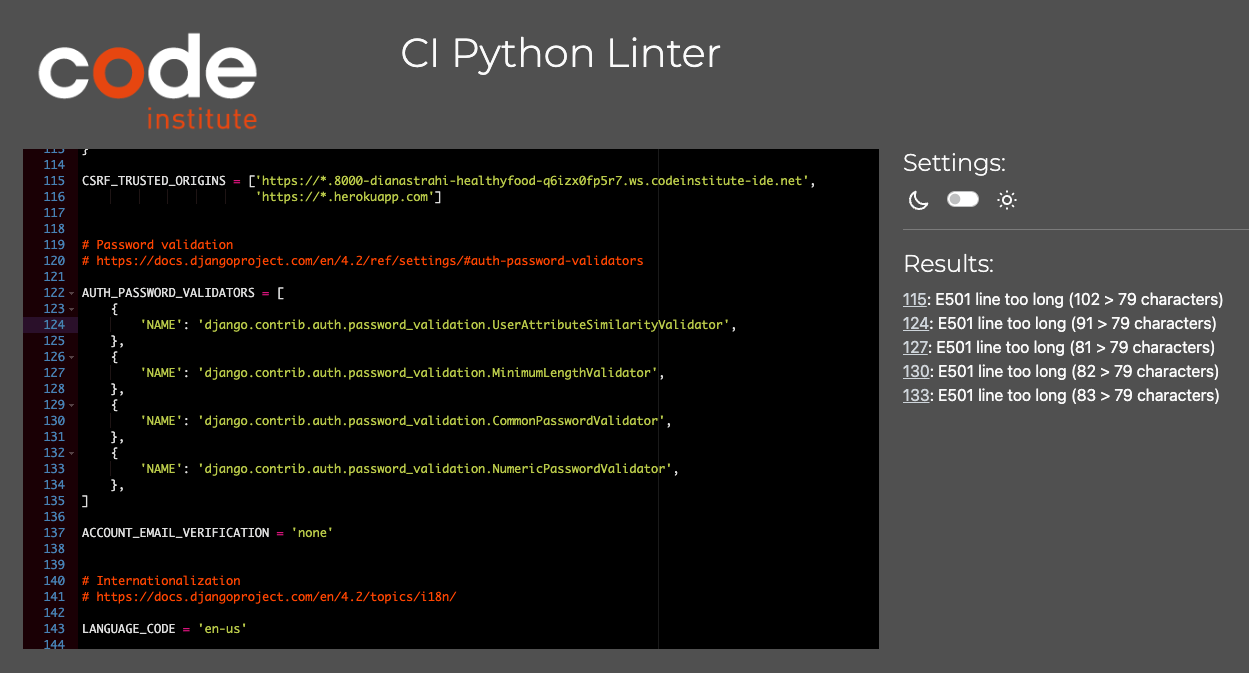 code
institute
CI Python Linter
113 }
114
115 CSRF_TRUSTED_ORIGINS = ['https://*.8000-dianastrahi-healthyfood-q6izx0fp5r7.ws.codeinstitute-ide.net',
116 'https://*.herokuapp.com']
117
118
119 # Password validation
120 # https://docs.djangoproject.com/en/4.2/ref/settings/#auth-password-validators
121
122 AUTH_PASSWORD_VALIDATORS = [
123 {
124 'NAME': 'django.contrib.auth.password_validation.UserAttributeSimilarityValidator',
125 },
126 {
127 'NAME': 'django.contrib.auth.password_validation.MinimumLengthValidator',
128 },
129 {
130 'NAME': 'django.contrib.auth.password_validation.CommonPasswordValidator',
131 },
132 {
133 'NAME': 'django.contrib.auth.password_validation.NumericPasswordValidator',
134 },
135 ]
136
137 ACCOUNT_EMAIL_VERIFICATION = 'none'
138
139
140 # Internationalization
141 # https://docs.djangoproject.com/en/4.2/topics/i18n/
142
143 LANGUAGE_CODE = 'en-us'
144
Settings:
Results:
115: E501 line too long (102 > 79 characters)
124: E501 line too long (91 > 79 characters)
127: E501 line too long (81 > 79 characters)
130: E501 line too long (82 > 79 characters)
133: E501 line too long (83 > 79 characters)